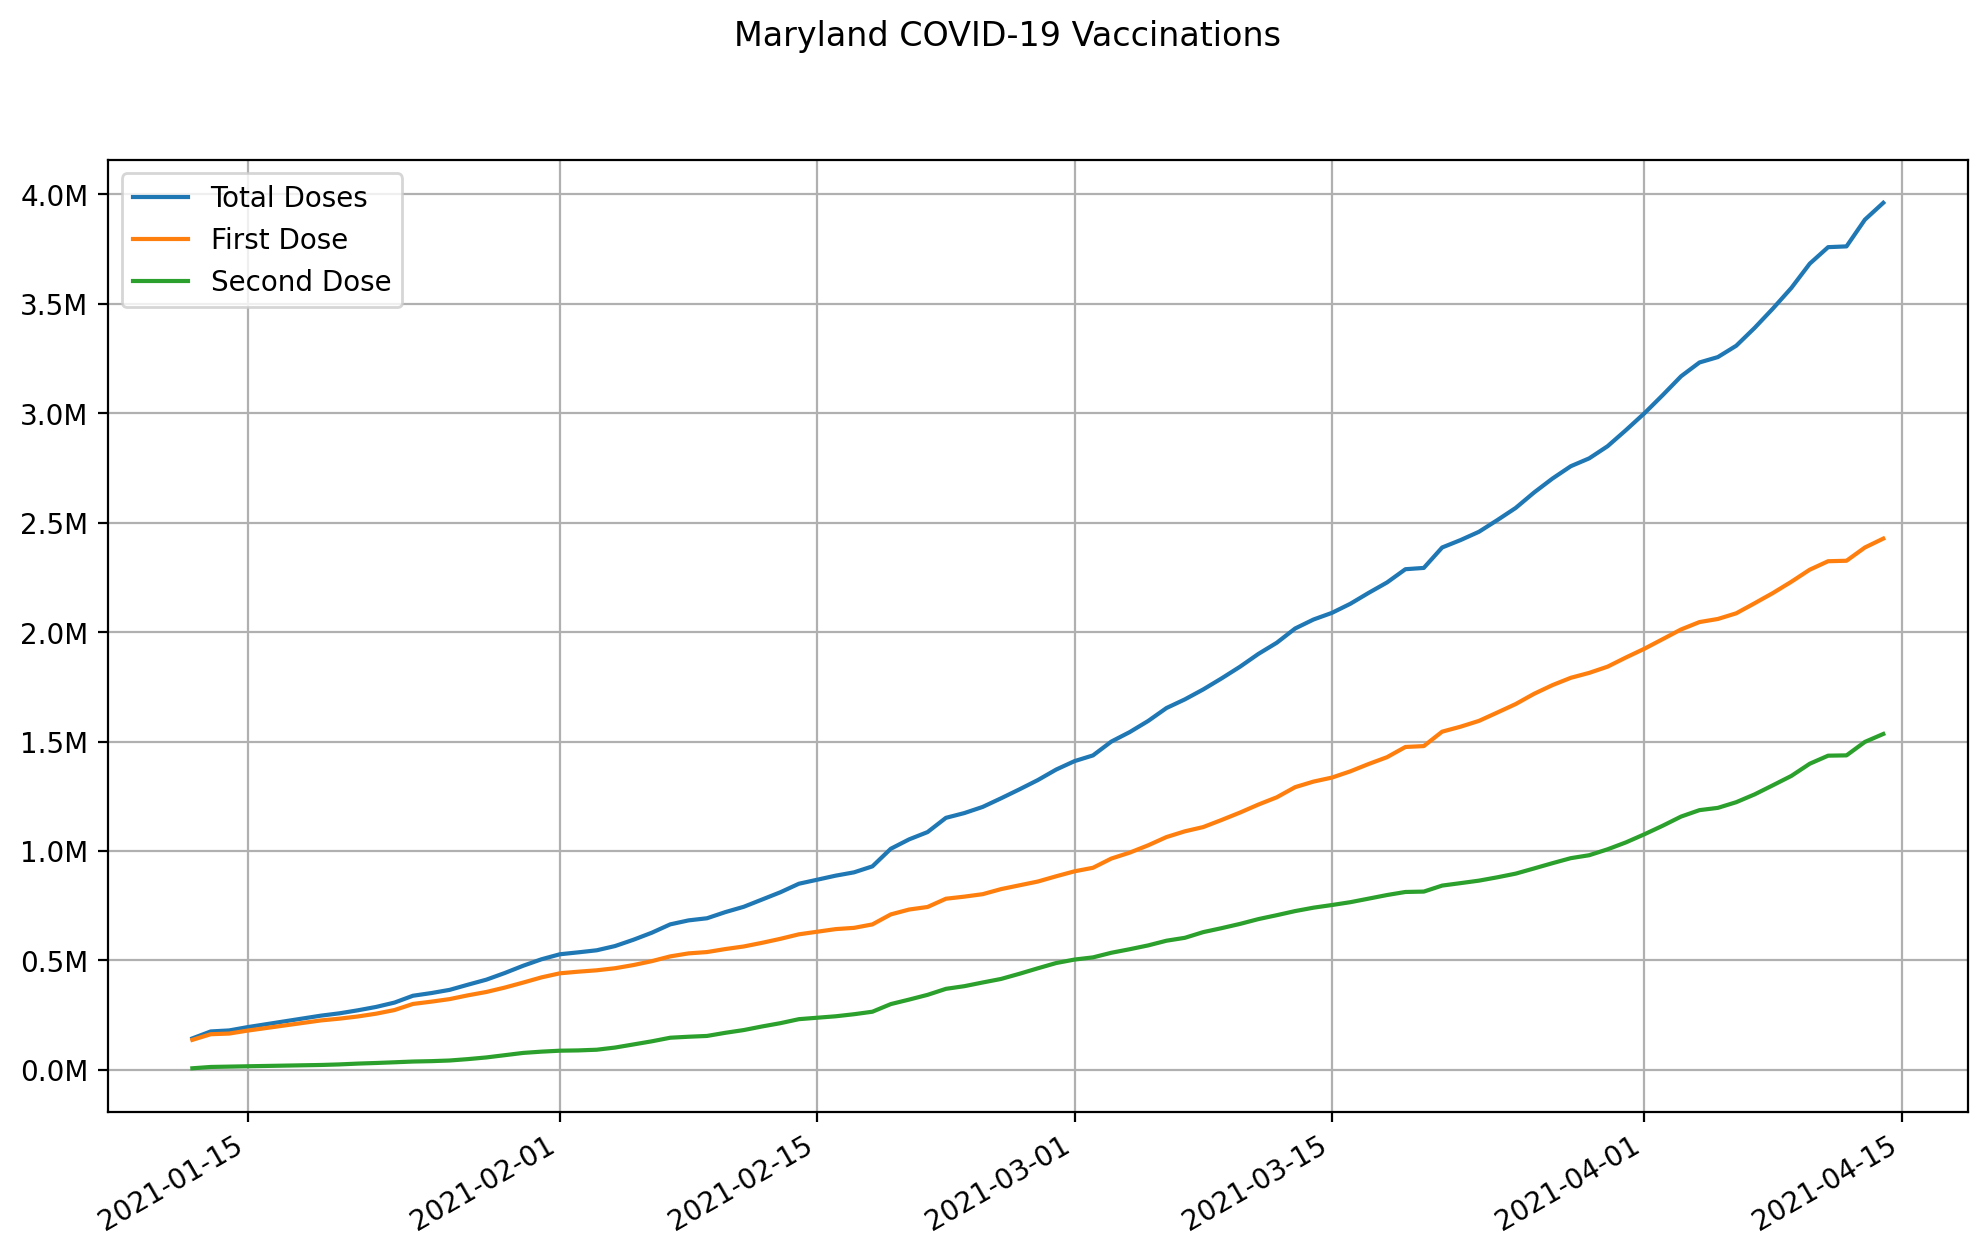 Maryland COVID-19 Vaccinations
Total Doses
First Dose
Second Dose
4.0M
3.5M
3.0M
2.5M
2.0M
1.5M
1.0M
0.5M
0.0M
2021-01-15
2021-02-01
2021-02-15
2021-03-01
2021-03-15
2021-04-01
2021-04-15